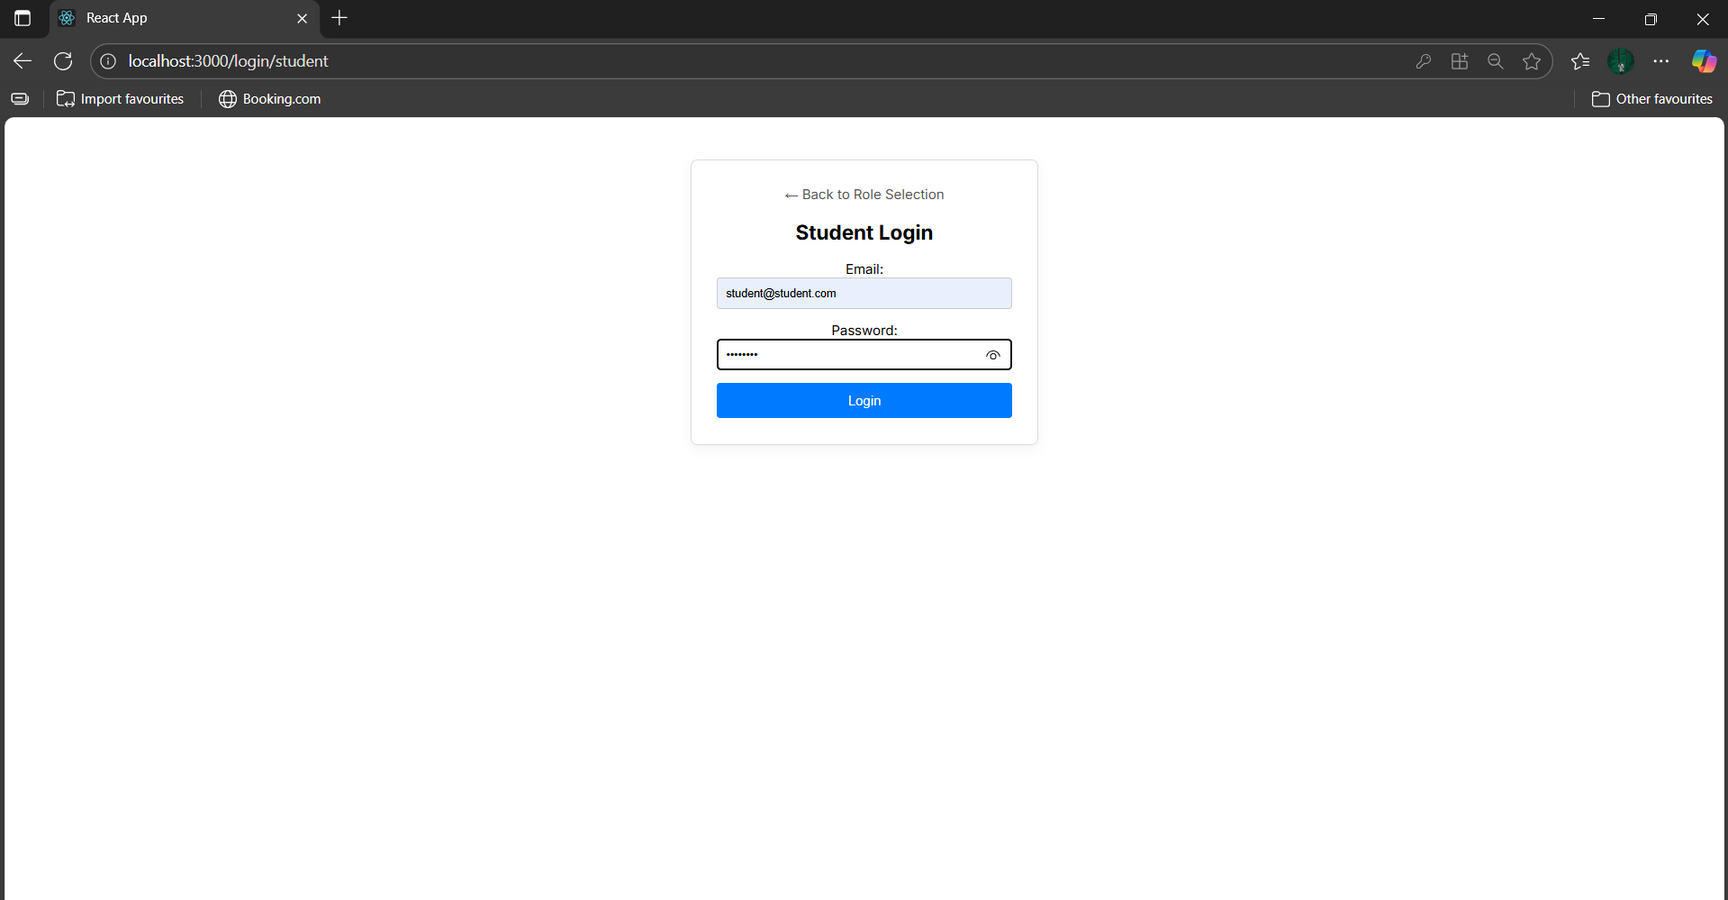 React App
localhost:3000/login/student
Import favourites
Booking.com
Other favourites
← Back to Role Selection
Student Login
Email:
student@student.com
Password:
••••••••
Login